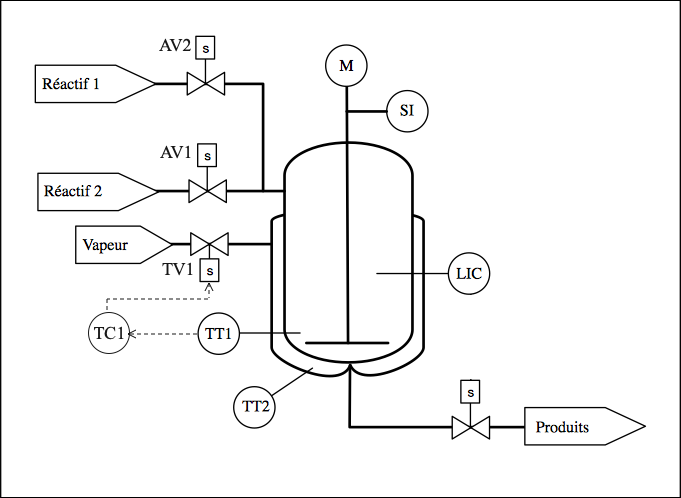 AV2
s
M
Réactif 1
SI
AV1
s
Réactif 2
Vapeur
TV1
s
LIC
TC1
TT1
TT2
s
Produits